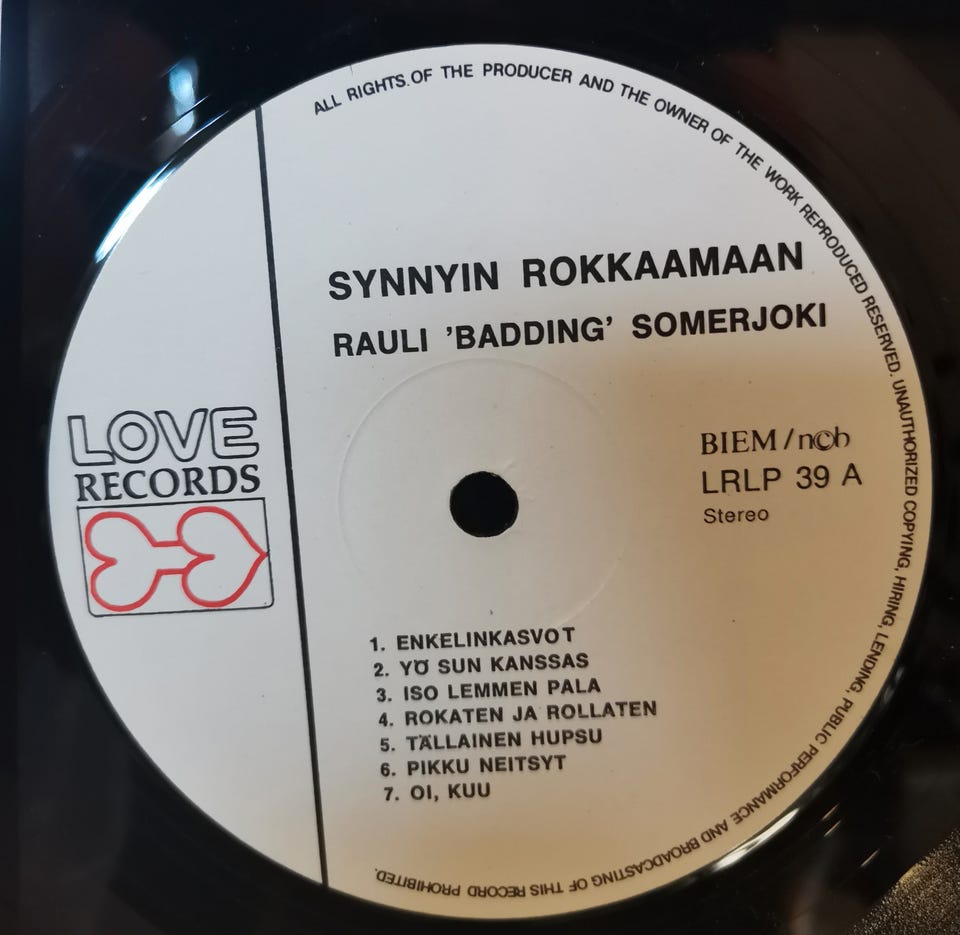 ALL RIGHTS OF THE PRODUCER AND THE OWNER OF THE WORK REPRODUCED RESERVED. UNAUTHORIZED COPYING, HIRING, LENDING, PUBLIC PERFORMANCE AND BROADCASTING OF THIS RECORD PROHIBITED.
SYNNYIN ROKKAAMAAN
RAULI 'BADDING' SOMERJOKI
LOVE
RECORDS
BIEM/ncb
LRLP 39 A
Stereo
1. ENKELINKASVOT
2. YÖ SUN KANSSAS
3. ISO LEMMEN PALA
4. ROKATEN JA ROLLATEN
5. TÄLLAINEN HUPSU
6. PIKKU NEITSYT
7. OI, KUU